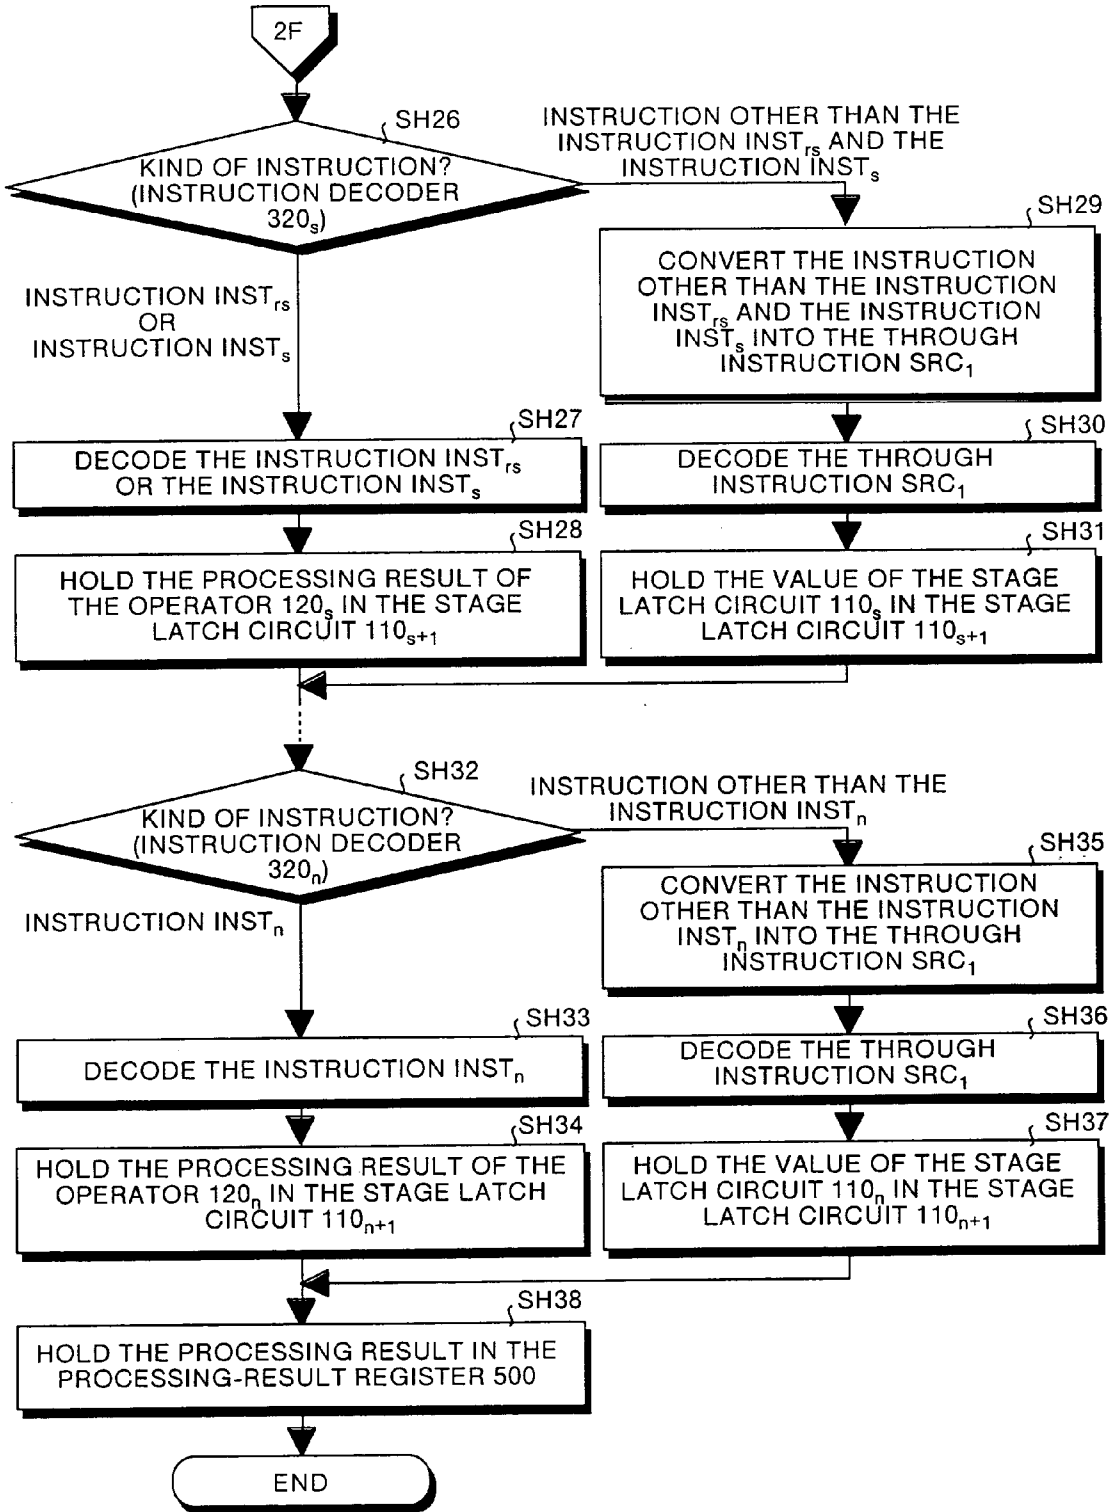 2F
SH26
KIND OF INSTRUCTION?
(INSTRUCTION DECODER
320s)
INSTRUCTION OTHER THAN THE
INSTRUCTION INSTrs AND THE
INSTRUCTION INSTs
INSTRUCTION INSTrs
OR
INSTRUCTION INSTs
SH29
CONVERT THE INSTRUCTION
OTHER THAN THE INSTRUCTION
INSTrs AND THE INSTRUCTION
INSTs INTO THE THROUGH
INSTRUCTION SRC1
SH27
DECODE THE INSTRUCTION INSTrs
OR THE INSTRUCTION INSTs
SH30
DECODE THE THROUGH
INSTRUCTION SRC1
SH28
HOLD THE PROCESSING RESULT OF
THE OPERATOR 120s IN THE STAGE
LATCH CIRCUIT 110s+1
SH31
HOLD THE VALUE OF THE STAGE
LATCH CIRCUIT 110s IN THE STAGE
LATCH CIRCUIT 110s+1
SH32
KIND OF INSTRUCTION?
(INSTRUCTION DECODER
320n)
INSTRUCTION OTHER THAN THE
INSTRUCTION INSTn
INSTRUCTION INSTn
SH35
CONVERT THE INSTRUCTION
OTHER THAN THE INSTRUCTION
INSTn INTO THE THROUGH
INSTRUCTION SRC1
SH33
DECODE THE INSTRUCTION INSTn
SH36
DECODE THE THROUGH
INSTRUCTION SRC1
SH34
HOLD THE PROCESSING RESULT OF THE
OPERATOR 120n IN THE STAGE LATCH
CIRCUIT 110n+1
SH37
HOLD THE VALUE OF THE STAGE
LATCH CIRCUIT 110n IN THE STAGE
LATCH CIRCUIT 110n+1
SH38
HOLD THE PROCESSING RESULT IN THE
PROCESSING-RESULT REGISTER 500
END